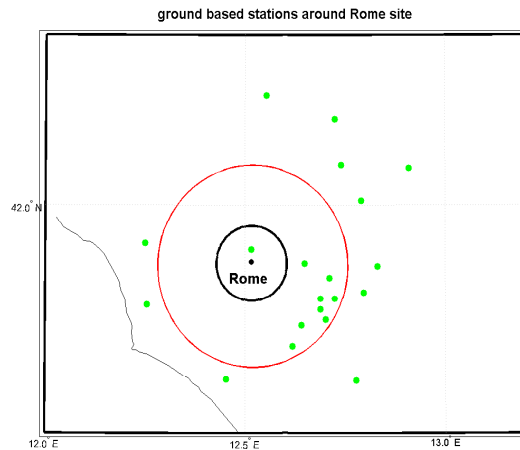 ground based stations around Rome site
42.0° N
Rome
12.0° E 12.5° E 13.0° E